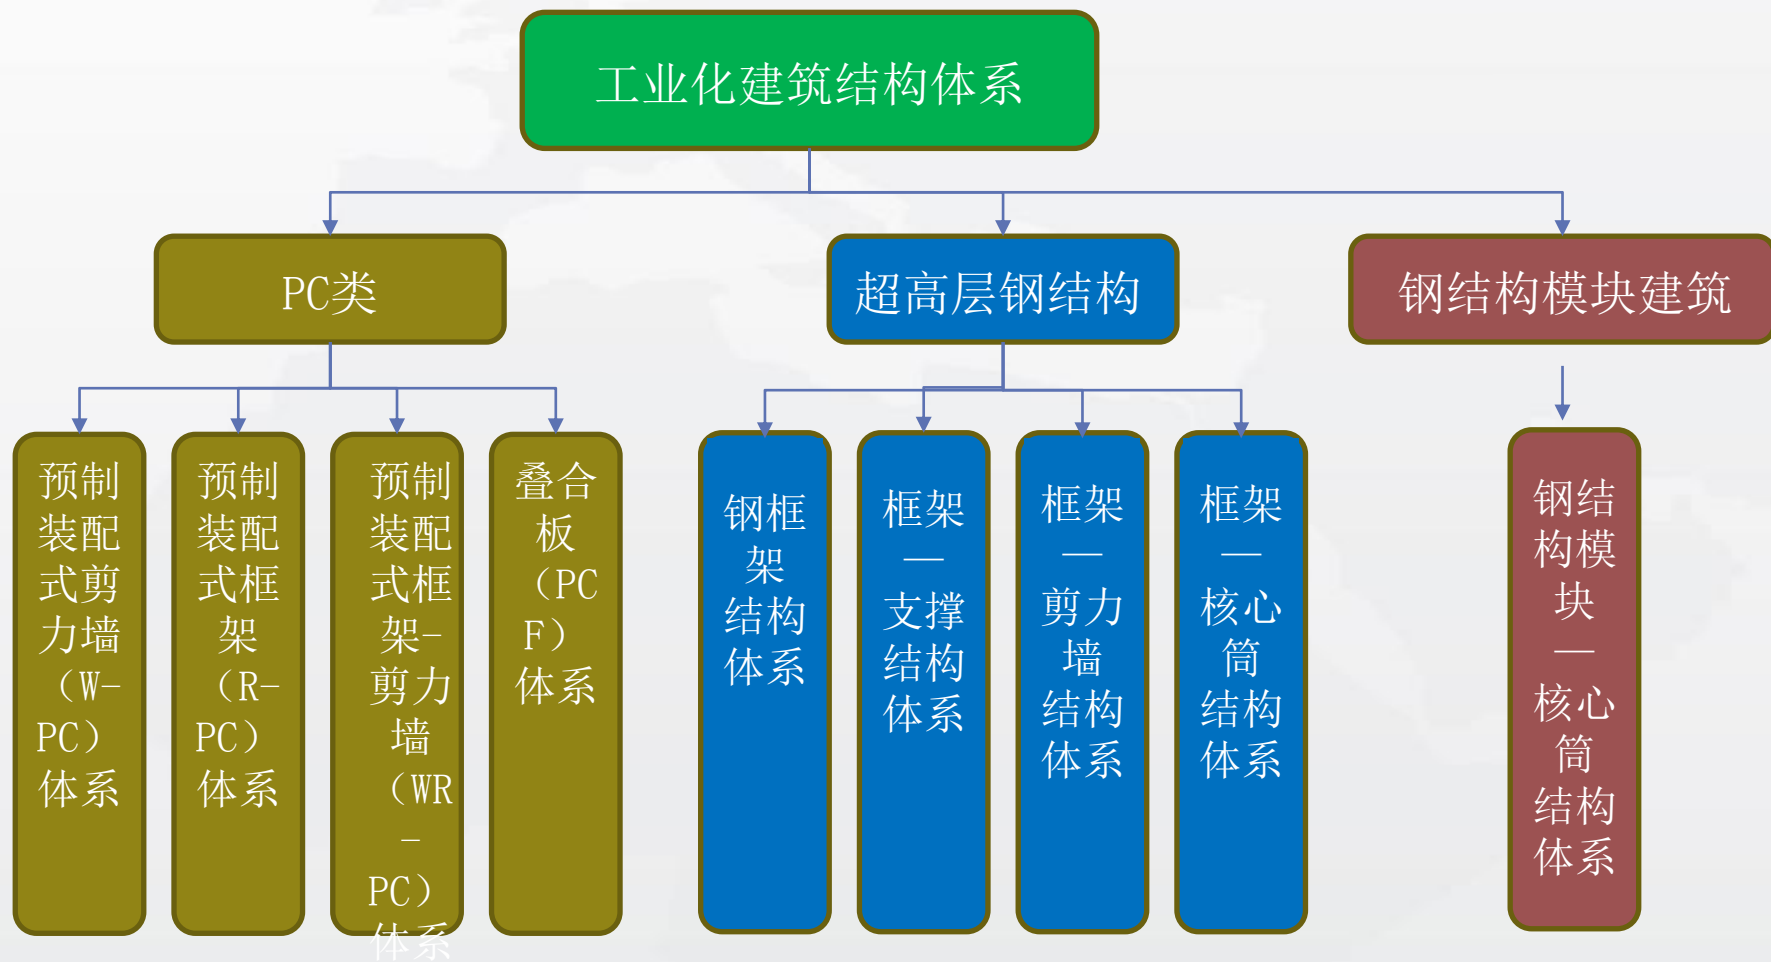 工业化建筑结构体系
PC类
超高层钢结构
钢结构模块建筑
预制
装配
式剪
力墙
（W-
PC）
体系
预制
装配
式框
架
（R-
PC）
体系
预制
装配
式框
架-
剪力
墙
（WR
-
PC）
体系
叠合
板
（PC
F）
体系
钢框
架
结构
体系
框架
—
支撑
结构
体系
框架
—
剪力
墙
结构
体系
框架
—
核心
筒
结构
体系
钢结
构模
块
—
核心
筒
结构
体系